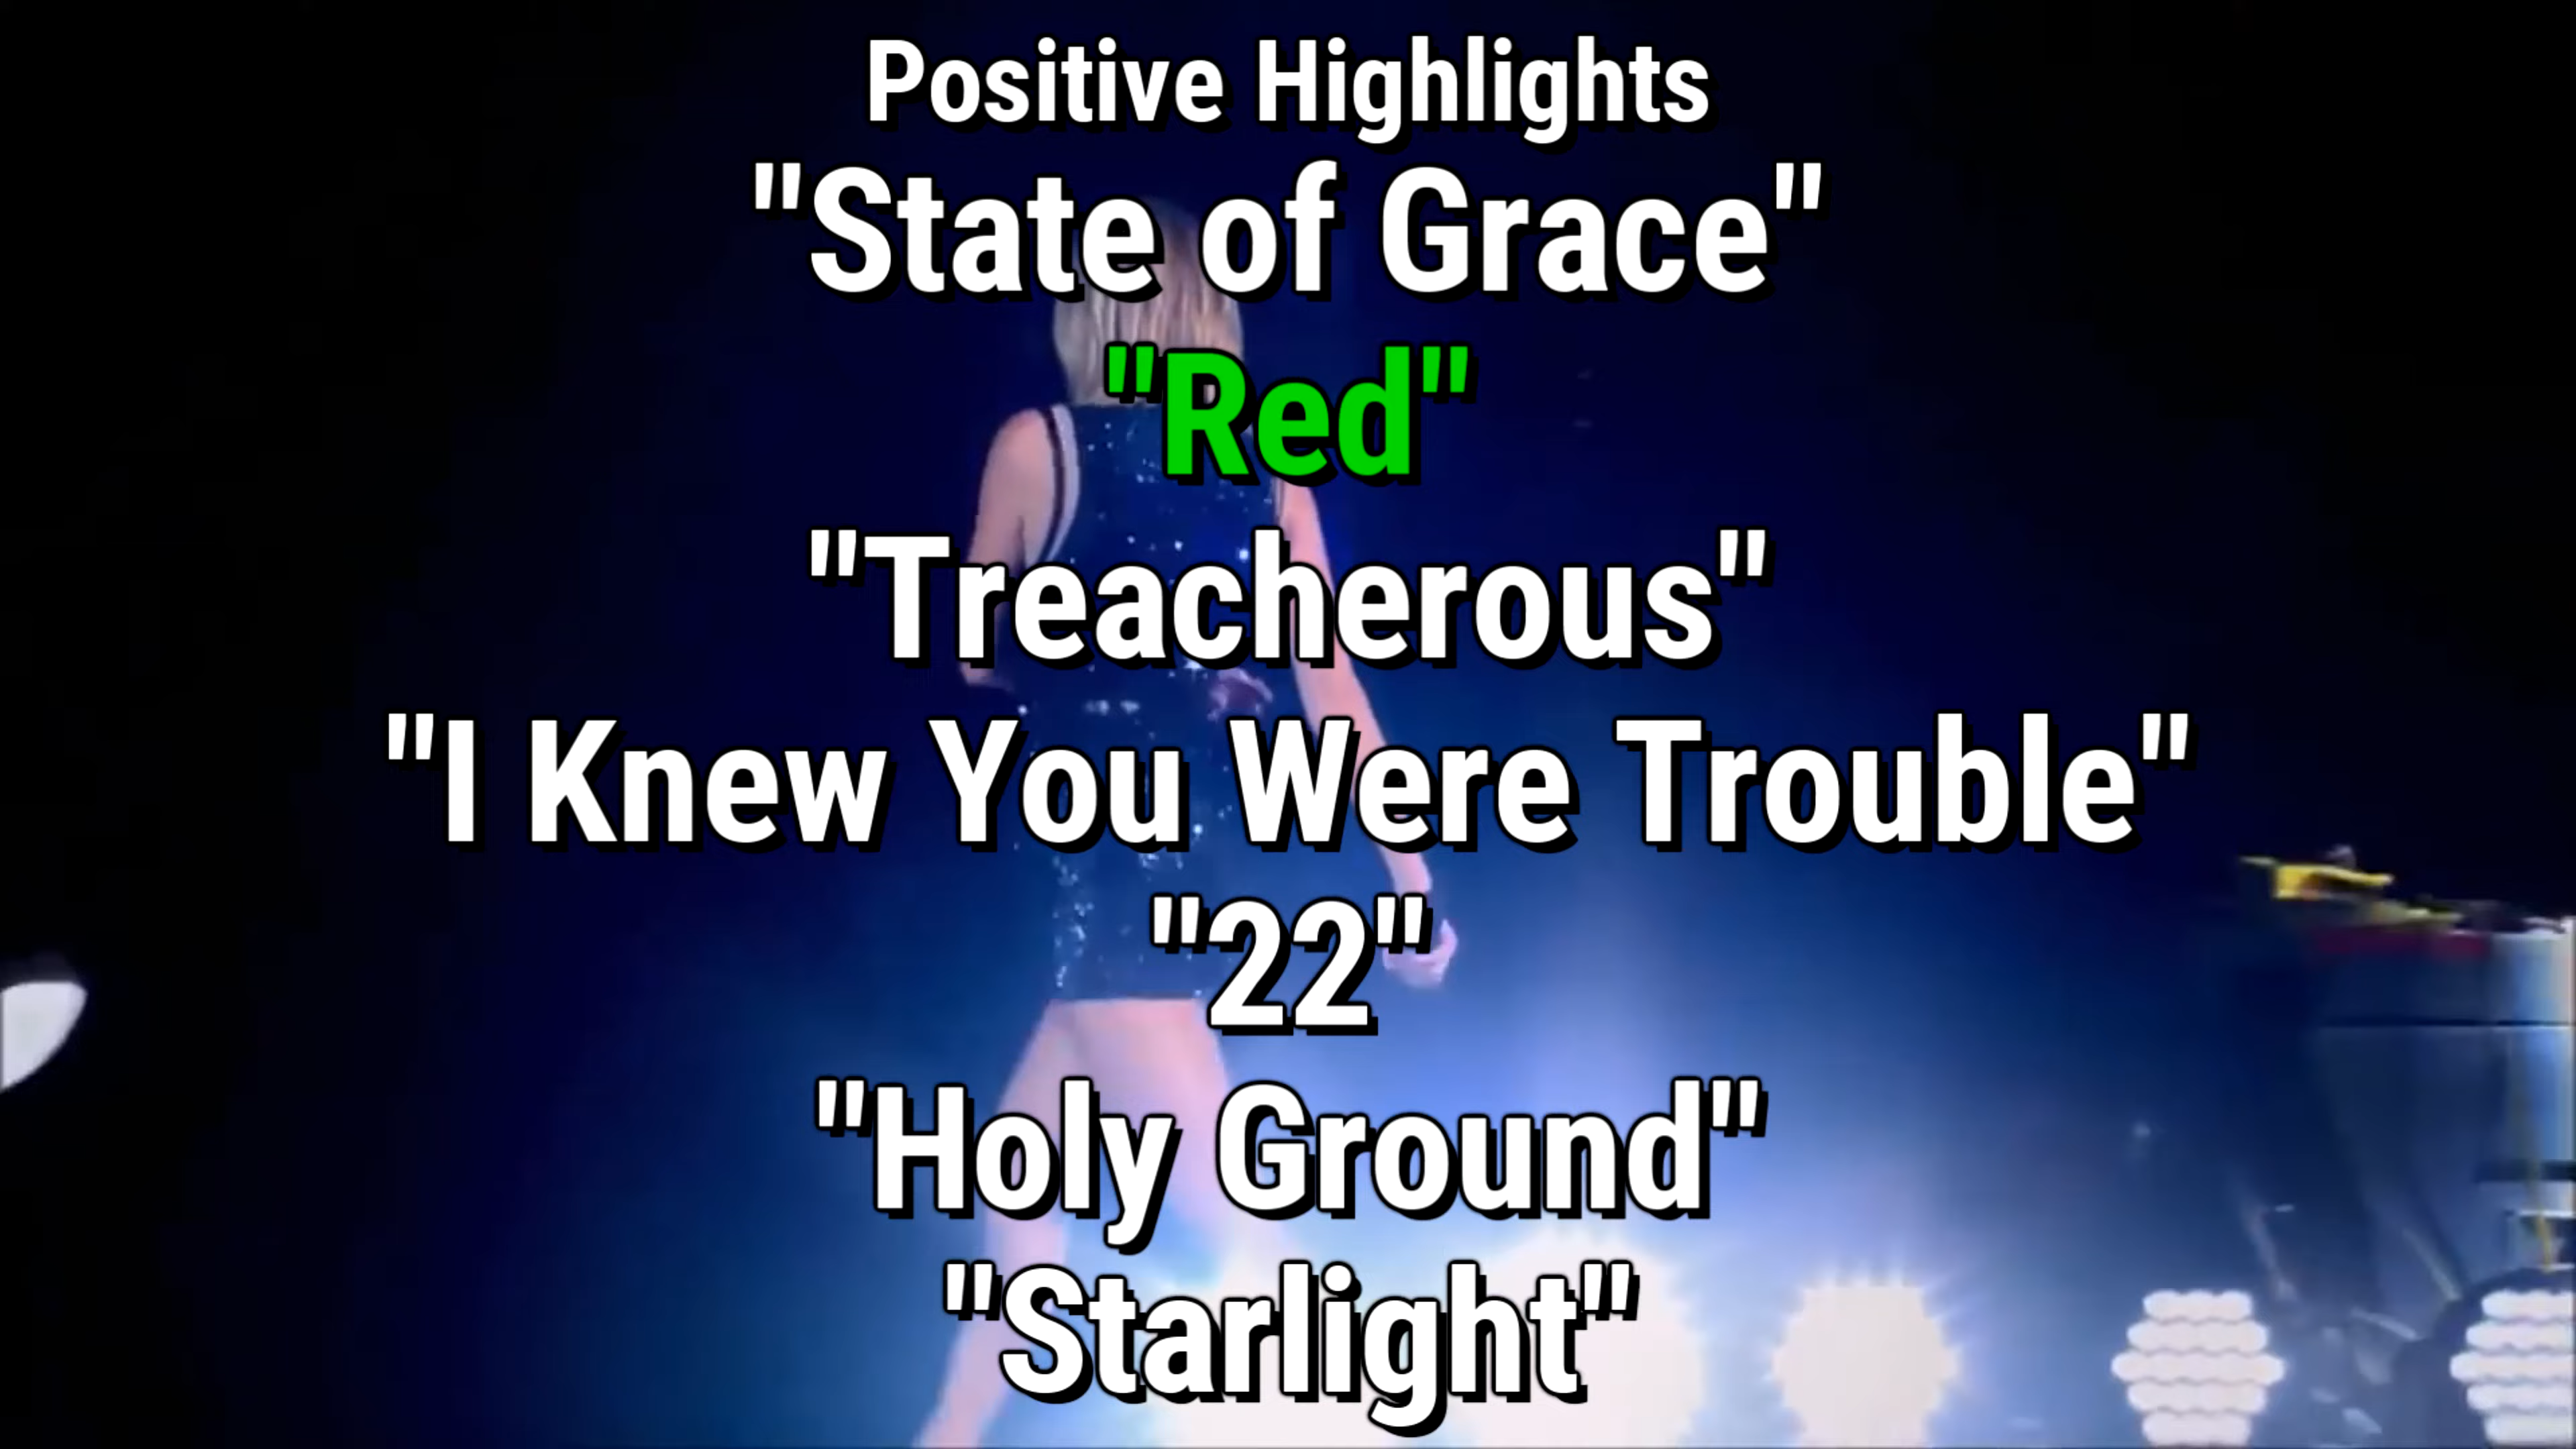 Positive Highlights
"State of Grace"
"Red"
"Treacherous"
"I Knew You Were Trouble"
"22"
"Holy Ground"
"Starlight"